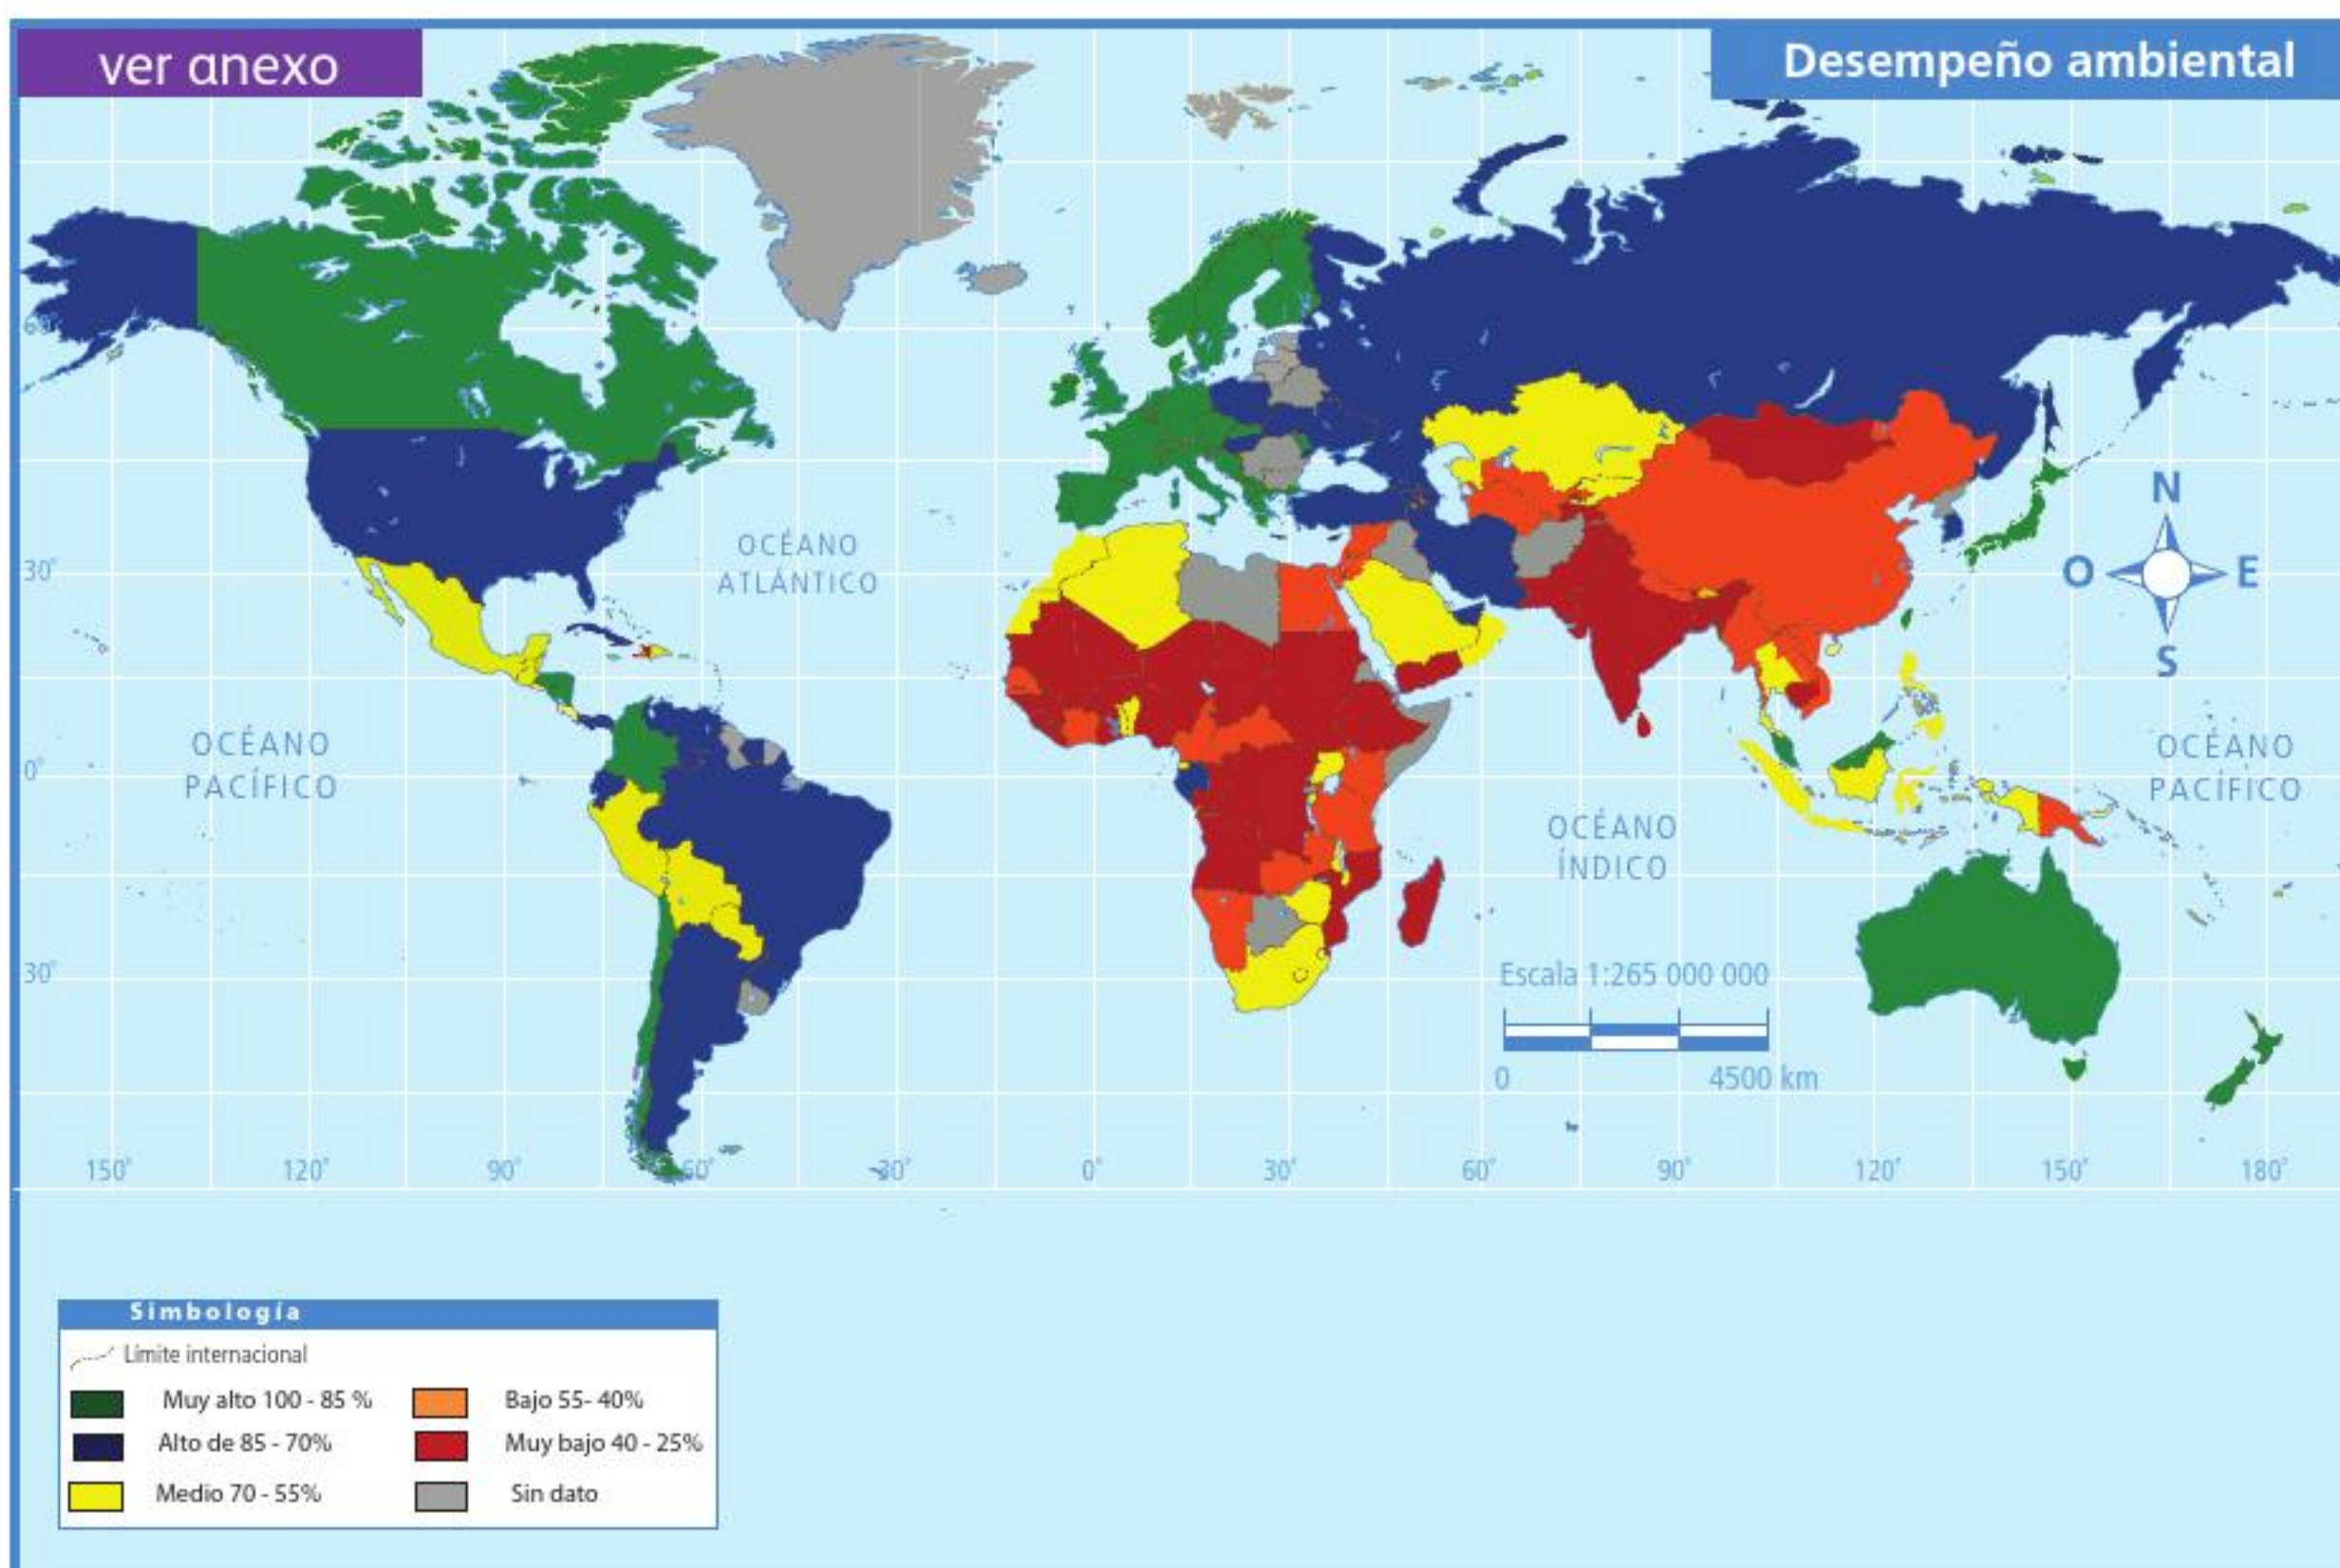 ver anexo
Desempeño ambiental
60°
30°
0°
30°
OCÉANO
ATLÁNTICO
OCÉANO
PACÍFICO
OCÉANO
ÍNDICO
OCÉANO
PACÍFICO
N
O E
S
Escala 1:265 000 000
0 4500 km
150° 120° 90° 60° 30° 0° 30° 60° 90° 120° 150° 180°
Simbología
Límite internacional
Muy alto 100 - 85 %
Alto de 85 - 70%
Medio 70 - 55%
Bajo 55- 40%
Muy bajo 40 - 25%
Sin dato